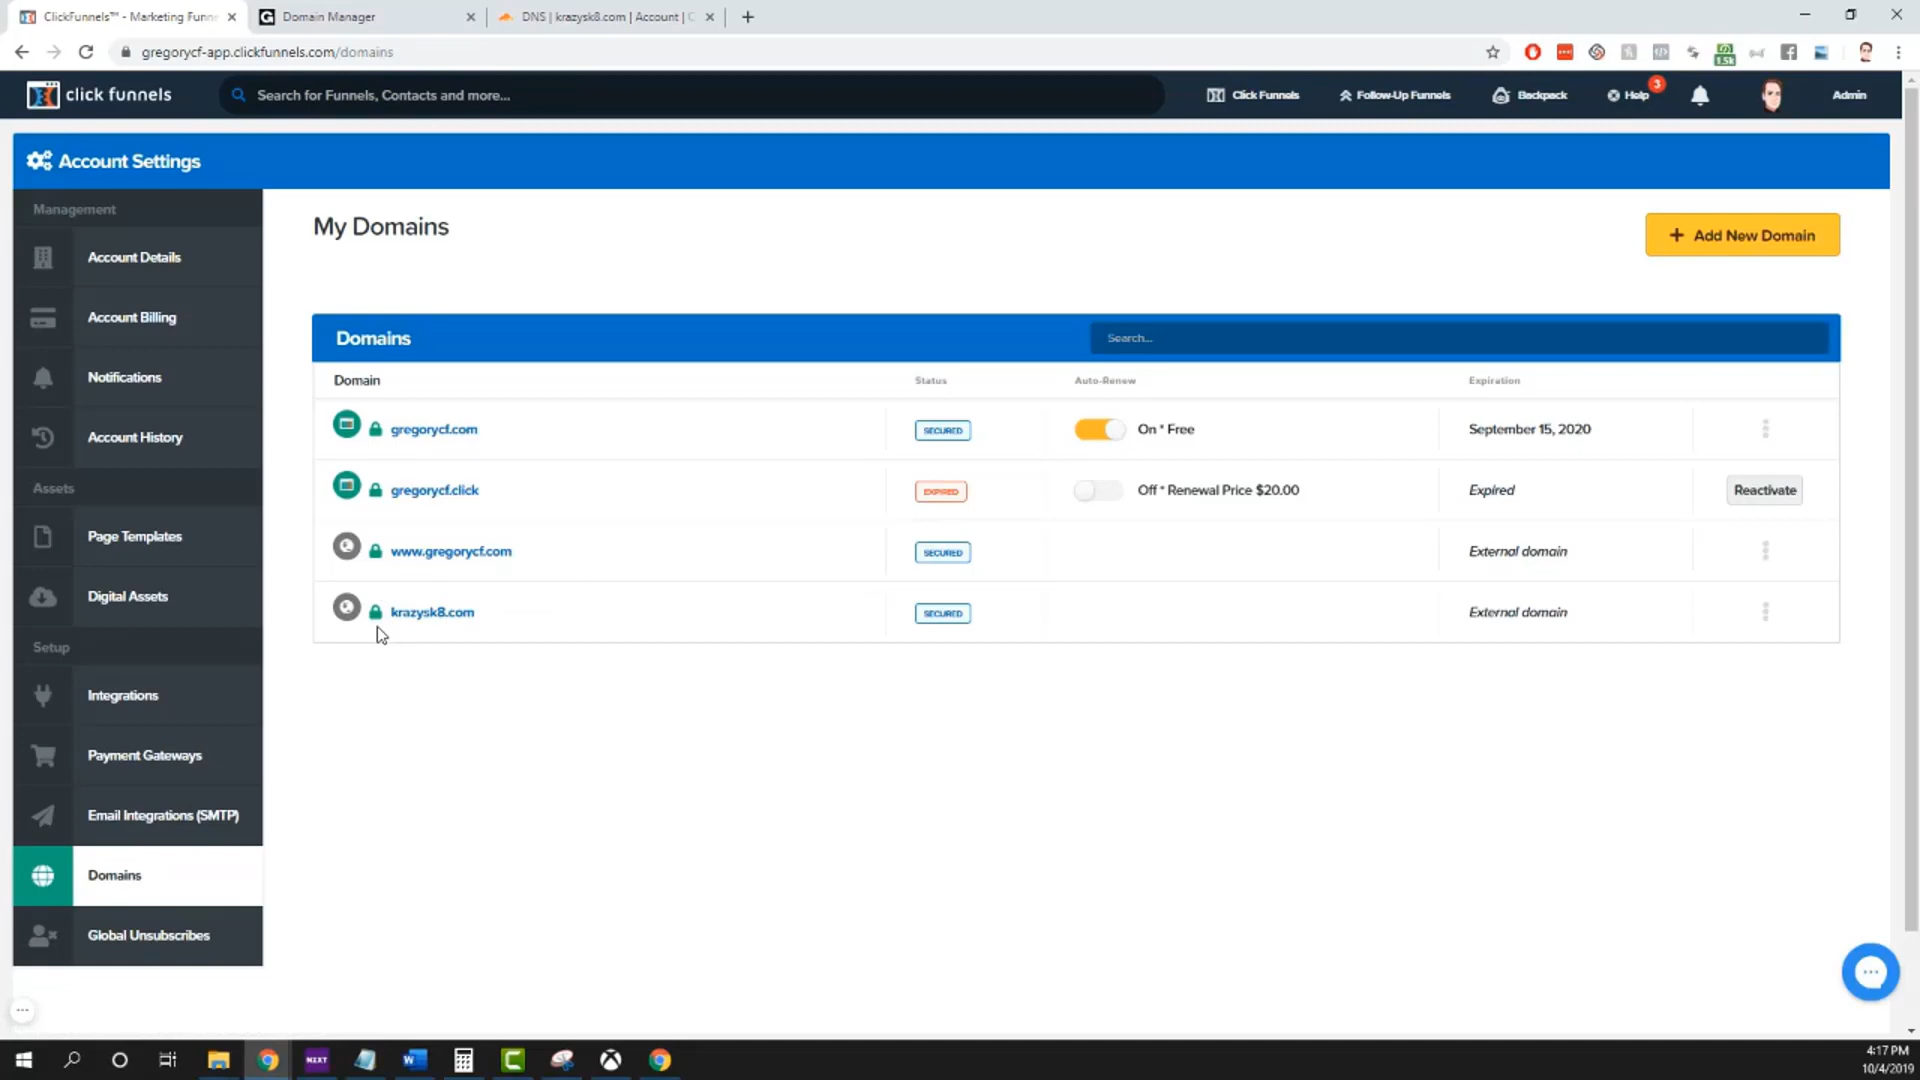 ClickFunnels™ - Marketing Funne
Domain Manager
DNS | krazysk8.com | Account | C
gregorycf-app.clickfunnels.com/domains
1.5k
click funnels
Search for Funnels, Contacts and more...
ClickFunnels
Follow-Up Funnels
Backpack
Help
3
Admin
Account Settings
Management
Account Details
Account Billing
Notifications
Account History
Assets
Page Templates
Digital Assets
Setup
Integrations
Payment Gateways
Email Integrations (SMTP)
Domains
Global Unsubscribes
My Domains
+ Add New Domain
Domains
Search...
Domain Status Auto-Renew Expiration
gregorycf.com SECURED On * Free September 15, 2020
gregorycf.click EXPIRED Off * Renewal Price $20.00 Expired Reactivate
www.gregorycf.com SECURED External domain
krazysk8.com SECURED External domain
NEXT
4:17 PM
10/4/2019